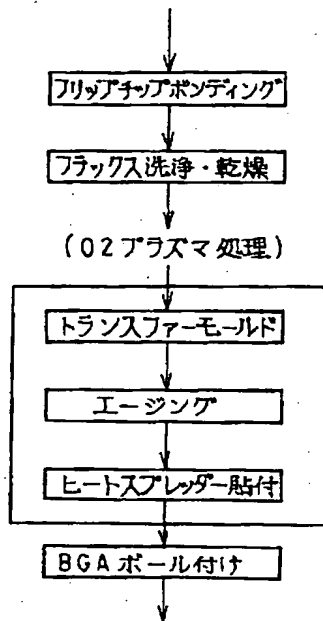 フリップチップボンディング
フラックス洗浄・乾燥
(O2プラズマ処理)
トランスファーモールド
エージング
ヒートスプレッダー貼付
BGAボール付け